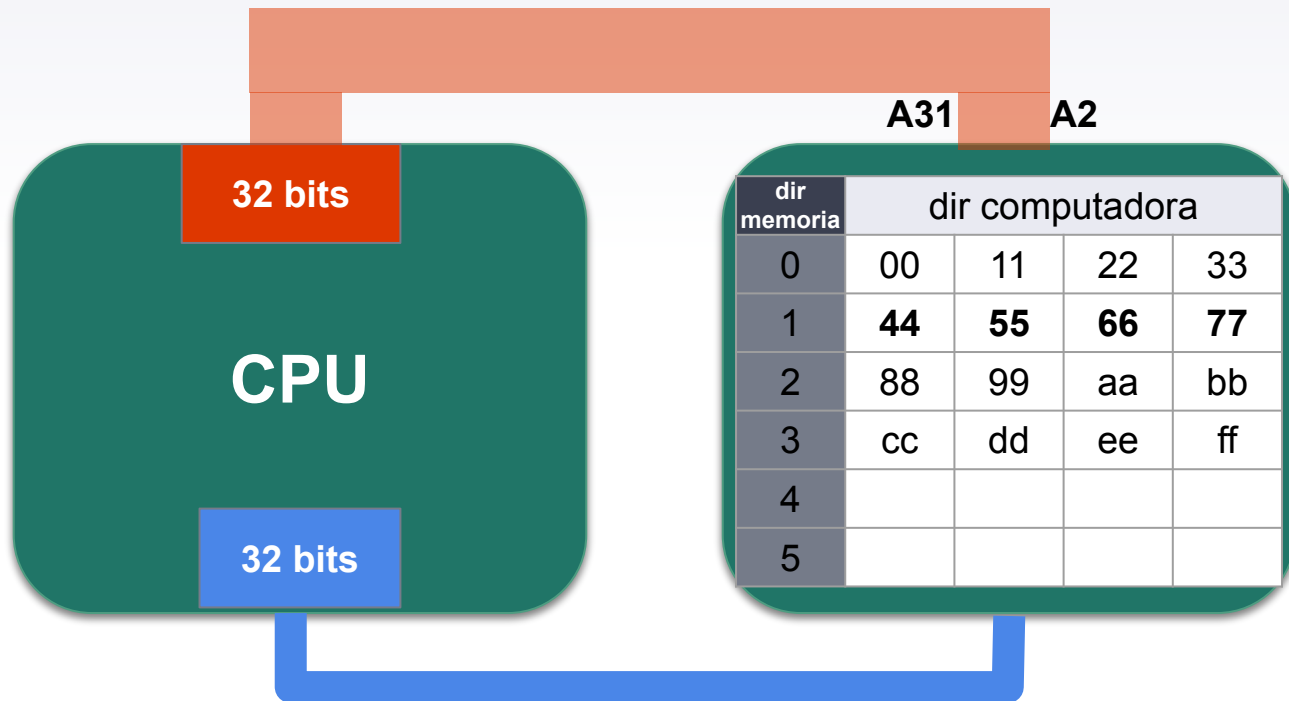 A31 A2
32 bits
CPU
32 bits
dir memoria dir computadora
0 00 11 22 33
1 44 55 66 77
2 88 99 aa bb
3 cc dd ee ff
4
5